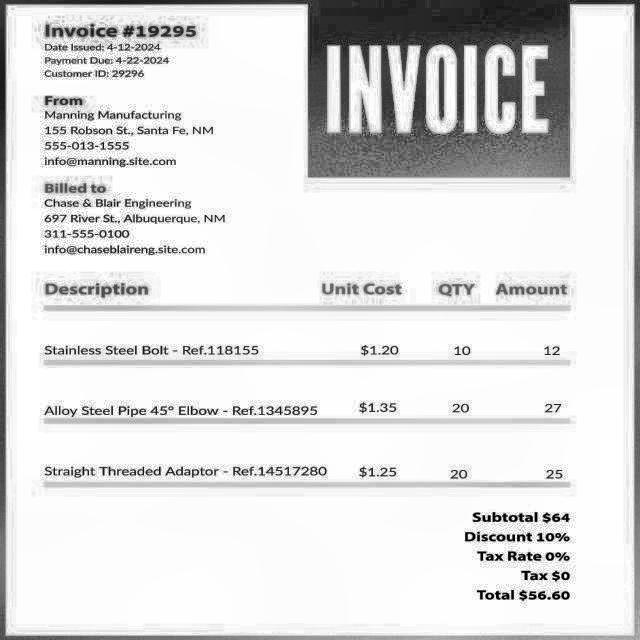 Invoice #19295
Date Issued: 4-12-2024
Payment Due: 4-22-2024
Customer ID: 29296
INVOICE
From
Manning Manufacturing
155 Robson St., Santa Fe, NM
555-013-1555
info@manning.site.com
Billed to
Chase & Blair Engineering
697 River St., Albuquerque, NM
311-555-0100
info@chaseblaireng.site.com
Description Unit Cost QTY Amount
Stainless Steel Bolt - Ref.118155 $1.20 10 12
Alloy Steel Pipe 45° Elbow - Ref.1345895 $1.35 20 27
Straight Threaded Adaptor - Ref.14517280 $1.25 20 25
Subtotal $64
Discount 10%
Tax Rate 0%
Tax $0
Total $56.60